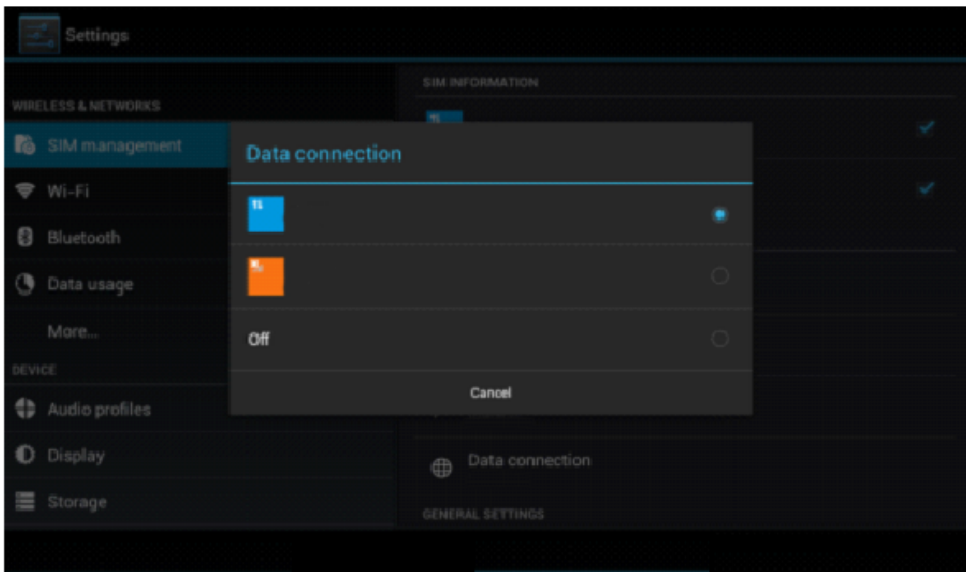 Settings
WIRELESS & NETWORKS
SIM management
Wi-Fi
Bluetooth
Data usage
More...
DEVICE
Audio profiles
Display
Storage
SIM INFORMATION
Data connection
Off
Cancel
Data connection
GENERAL SETTINGS